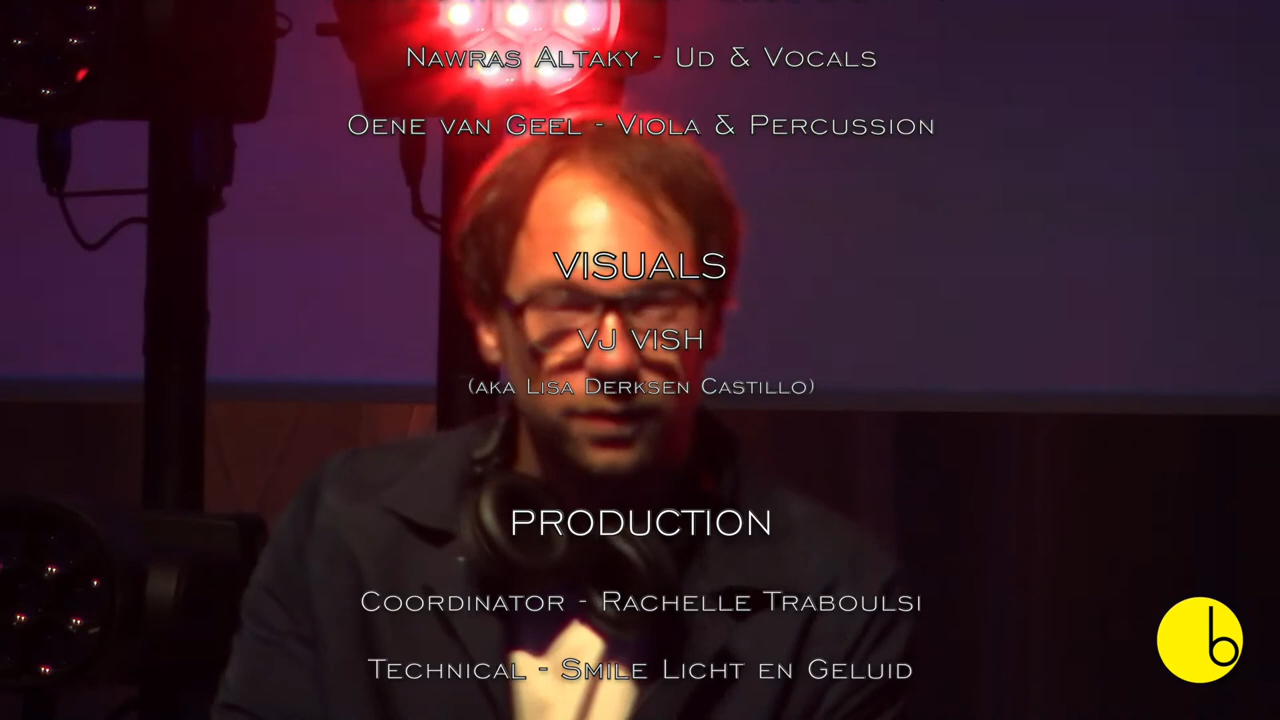 Nawras Altaky - Ud & Vocals
Oene van Geel - Viola & Percussion
VISUALS
VJ VISH
(aka Lisa Derksen Castillo)
PRODUCTION
Coordinator - Rachelle Traboulsi
Technical - Smile Licht en Geluid
b